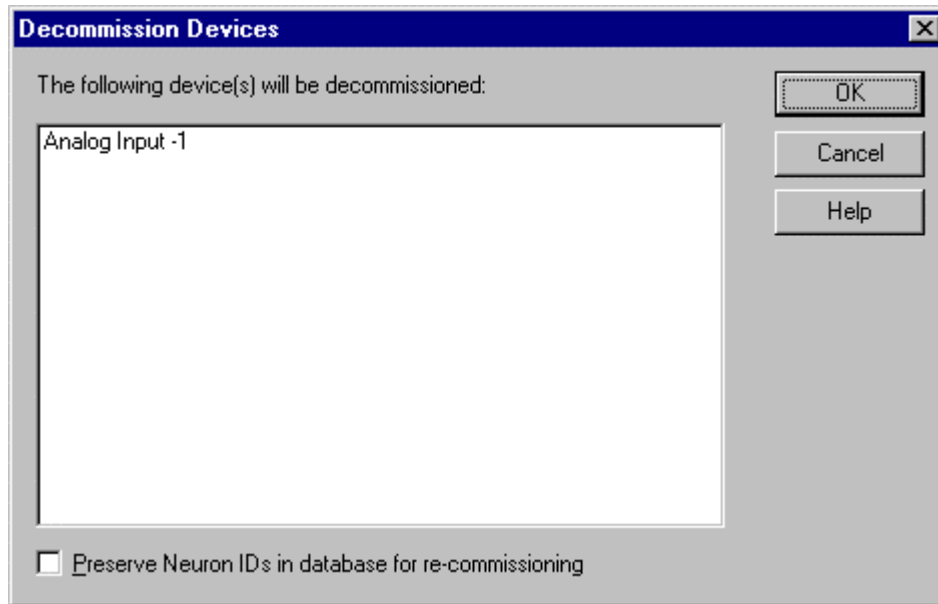 Decommission Devices
The following device(s) will be decommissioned:
OK
Analog Input -1
Cancel
Help
Preserve Neuron IDs in database for re-commissioning